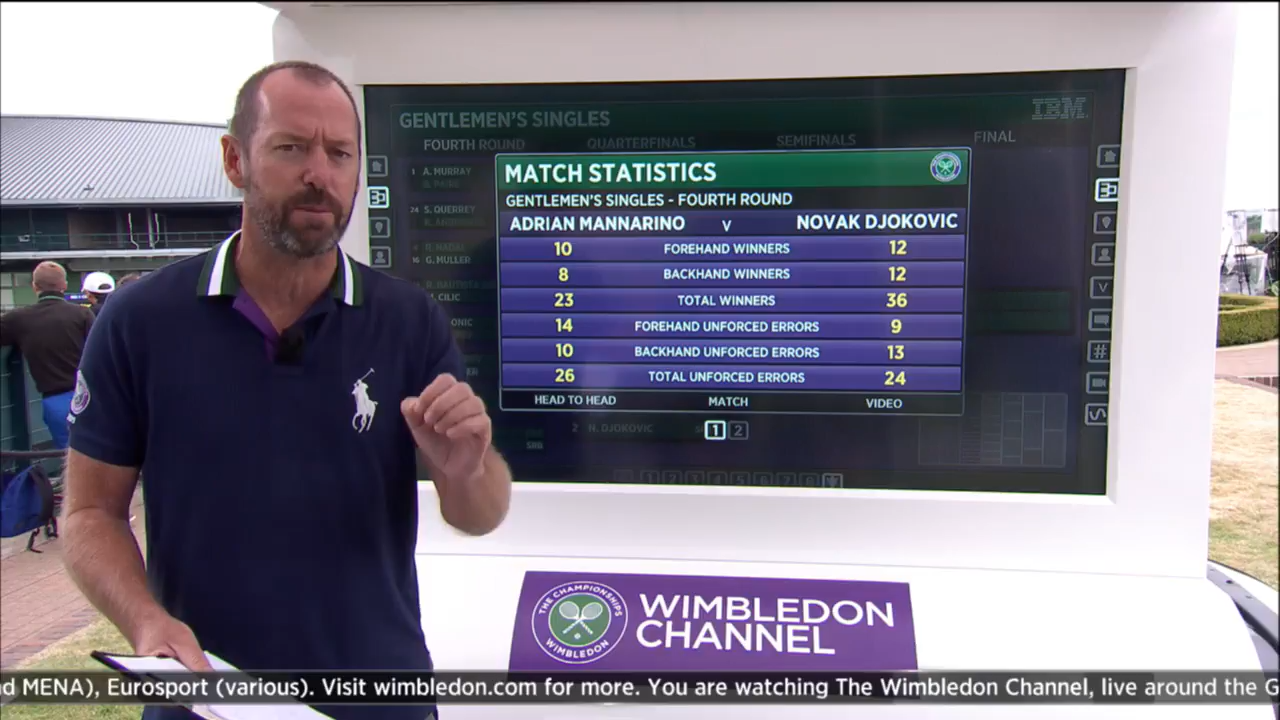 GENTLEMEN'S SINGLES
IBM
FOURTH ROUND QUARTERFINALS SEMIFINALS FINAL
1 A. MURRAY
24 S. QUERREY
16 G. MULLER
CILIC
MATCH STATISTICS
GENTLEMEN'S SINGLES - FOURTH ROUND
ADRIAN MANNARINO v NOVAK DJOKOVIC
10 FOREHAND WINNERS 12
8 BACKHAND WINNERS 12
23 TOTAL WINNERS 36
14 FOREHAND UNFORCED ERRORS 9
10 BACKHAND UNFORCED ERRORS 13
26 TOTAL UNFORCED ERRORS 24
HEAD TO HEAD MATCH VIDEO
2 N. DJOKOVIC
1 2
THE CHAMPIONSHIPS
WIMBLEDON
WIMBLEDON
CHANNEL
d MENA), Eurosport (various). Visit wimbledon.com for more. You are watching The Wimbledon Channel, live around the G